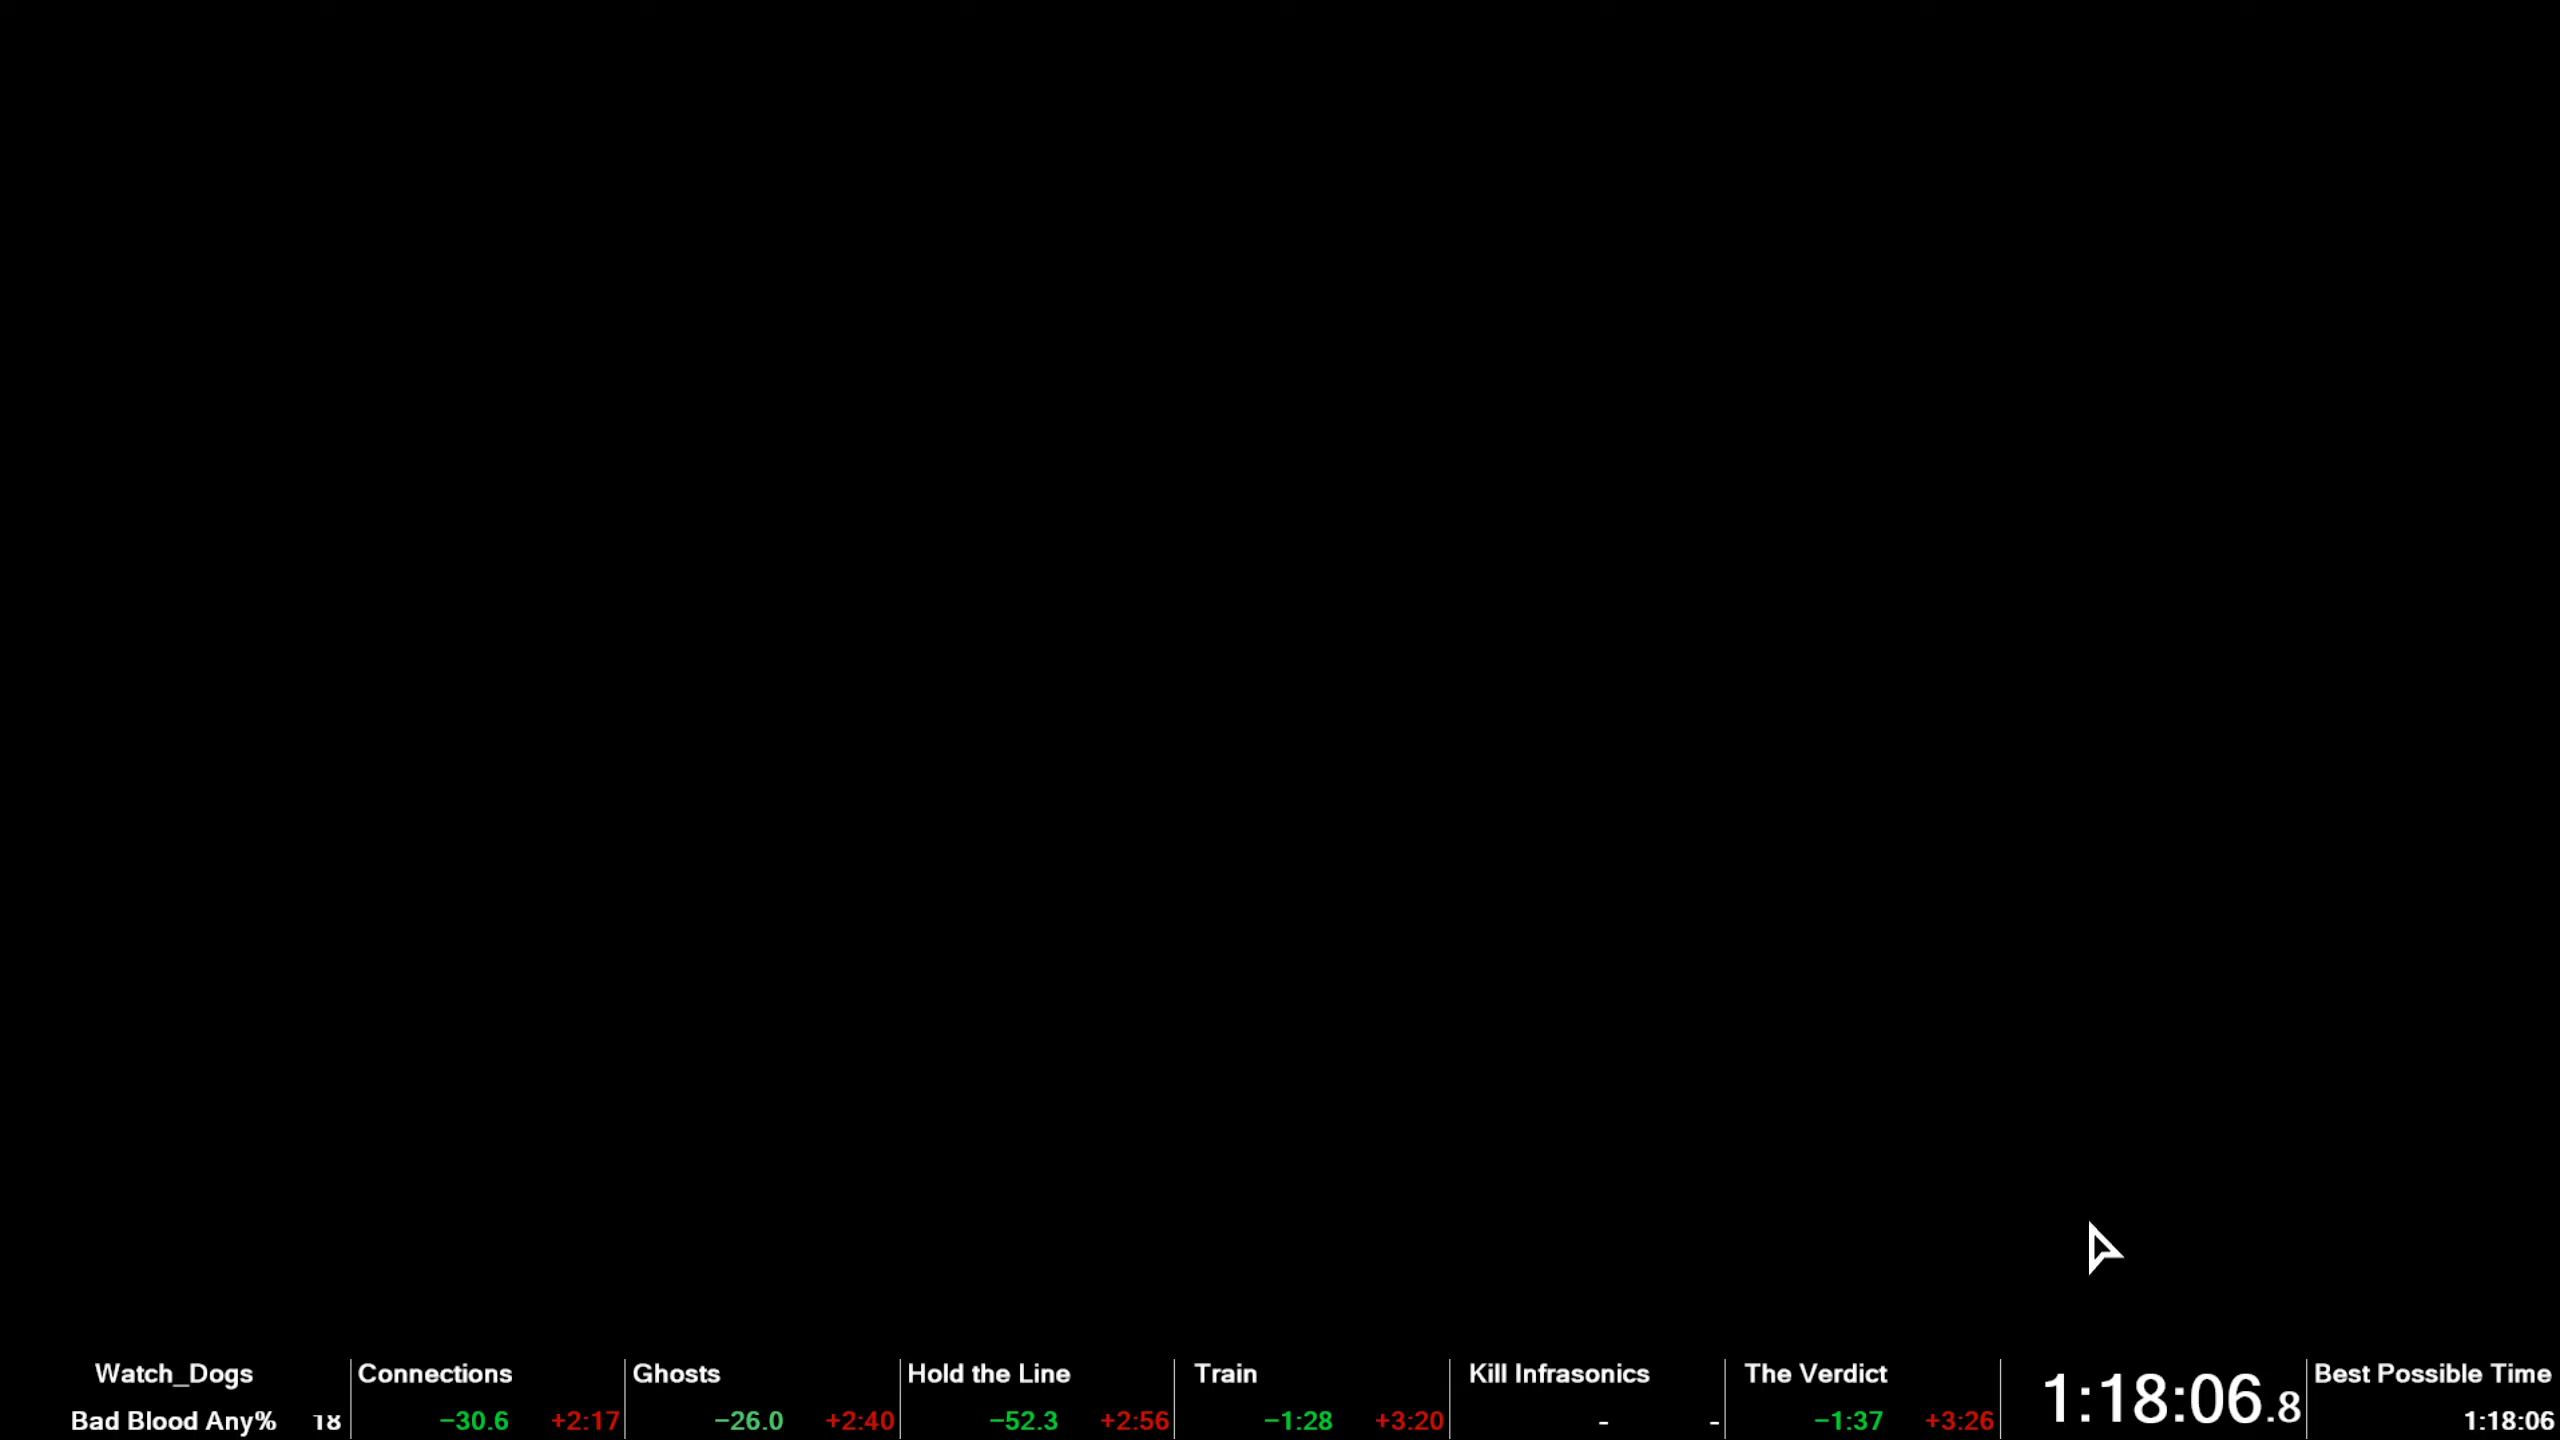 Watch_Dogs
Bad Blood Any% 18
Connections
−30.6 +2:17
Ghosts
−26.0 +2:40
Hold the Line
−52.3 +2:56
Train
−1:28 +3:20
Kill Infrasonics
- -
The Verdict
−1:37 +3:26
1:18:06.8
Best Possible Time
1:18:06